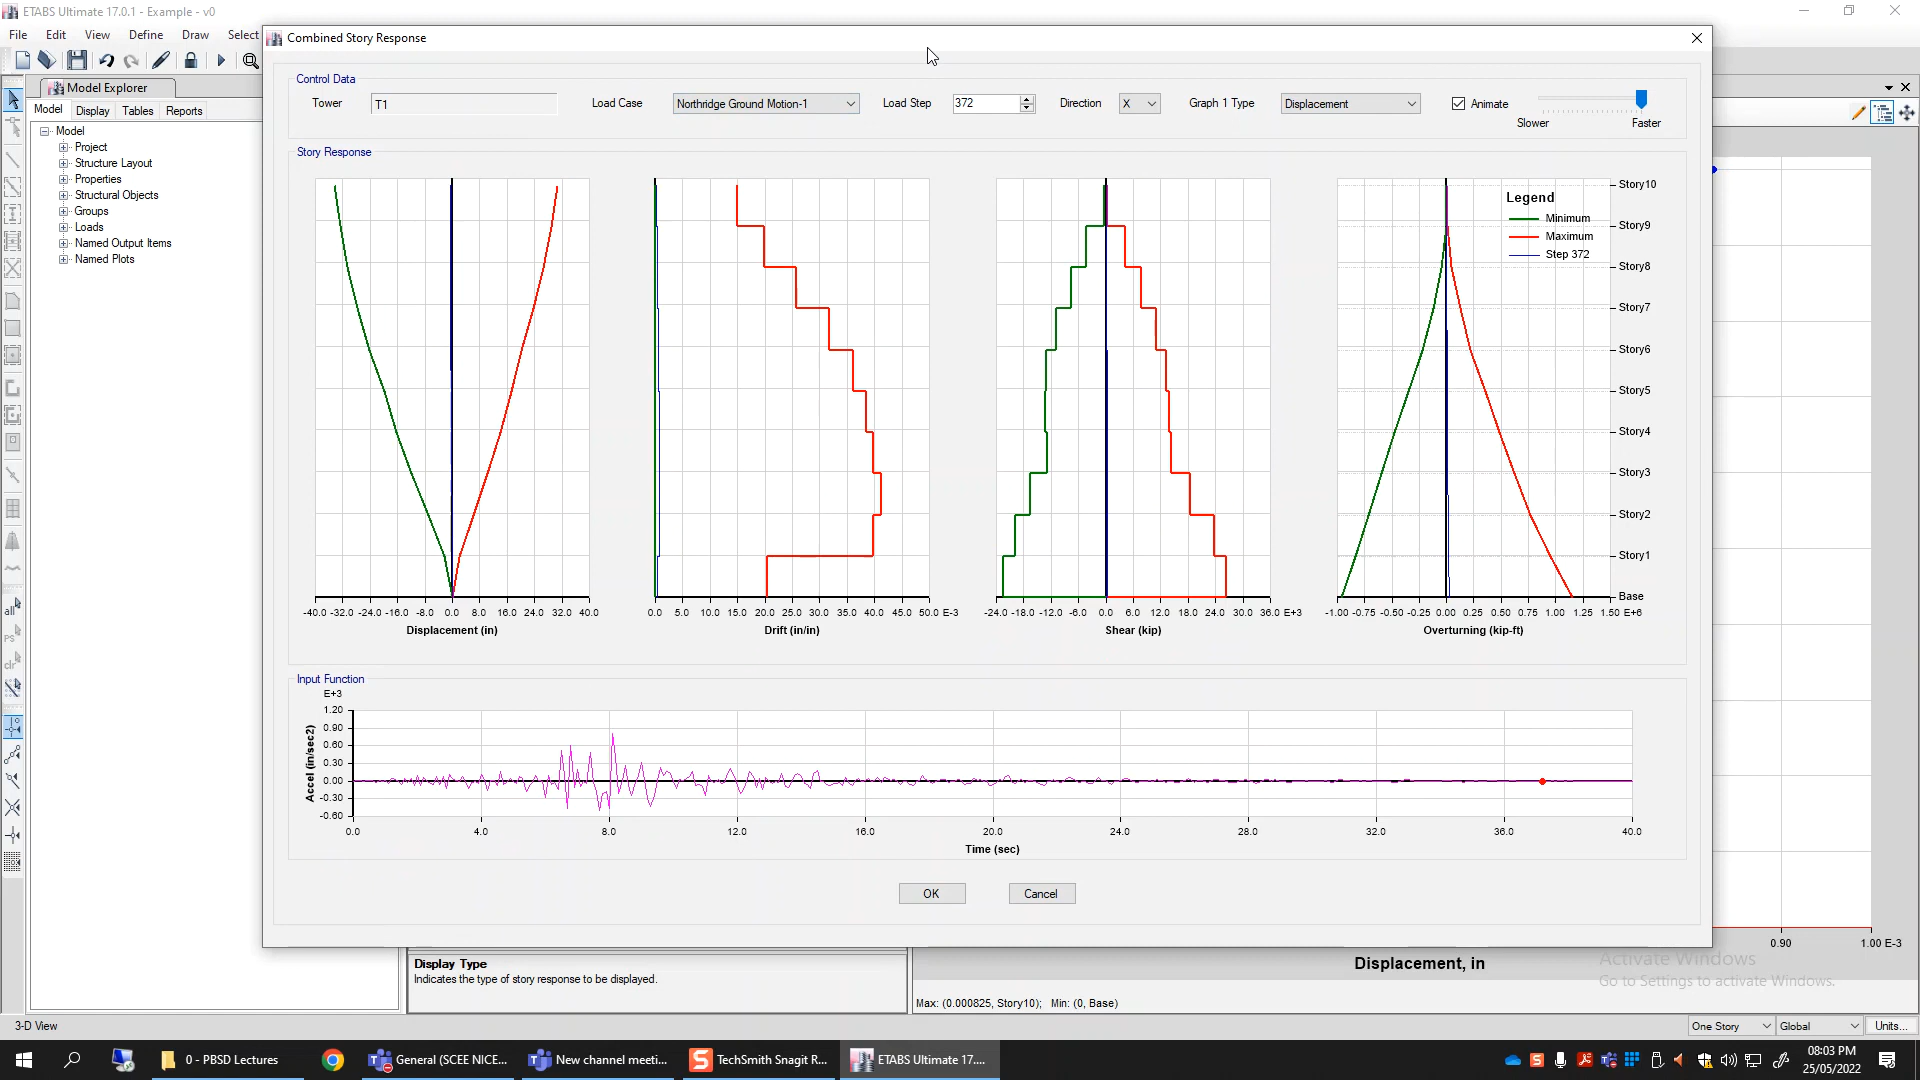 ETABS Ultimate 17.0.1 - Example - v0
File Edit View Define Draw Select
Combined Story Response
Model Explorer
Model Display Tables Reports
Model
Project
Structure Layout
Properties
Structural Objects
Groups
Loads
Named Output Items
Named Plots
Control Data
Tower T1 Load Case Northridge Ground Motion-1 Load Step 372 Direction X Graph 1 Type Displacement Animate
Slower Faster
Story Response
Legend
Minimum
Maximum
Step 372
Story10
Story9
Story8
Story7
Story6
Story5
Story4
Story3
Story2
Story1
Base
-40.0 -32.0 -24.0 -16.0 -8.0 0.0 8.0 16.0 24.0 32.0 40.0
Displacement (in)
0.0 5.0 10.0 15.0 20.0 25.0 30.0 35.0 40.0 45.0 50.0 E-3
Drift (in/in)
-24.0 -18.0 -12.0 -6.0 0.0 6.0 12.0 18.0 24.0 30.0 36.0 E+3
Shear (kip)
-1.00 -0.75 -0.50 -0.25 0.00 0.25 0.50 0.75 1.00 1.25 1.50 E+6
Overturning (kip-ft)
Input Function
E+3
1.20
0.90
0.60
0.30
0.00
-0.30
-0.60
Accel (in/sec2)
0.0 4.0 8.0 12.0 16.0 20.0 24.0 28.0 32.0 36.0 40.0
Time (sec)
OK Cancel
0.90 1.00 E-3
Displacement, in
Activate Windows
Go to Settings to activate Windows.
Display Type
Indicates the type of story response to be displayed.
Max: (0.000825, Story10); Min: (0, Base)
3-D View
One Story Global Units...
all
ps
clr
0 - PBSD Lectures
General (SCEE NICE...
New channel meeti...
TechSmith Snagit R...
ETABS Ultimate 17....
08:03 PM
25/05/2022